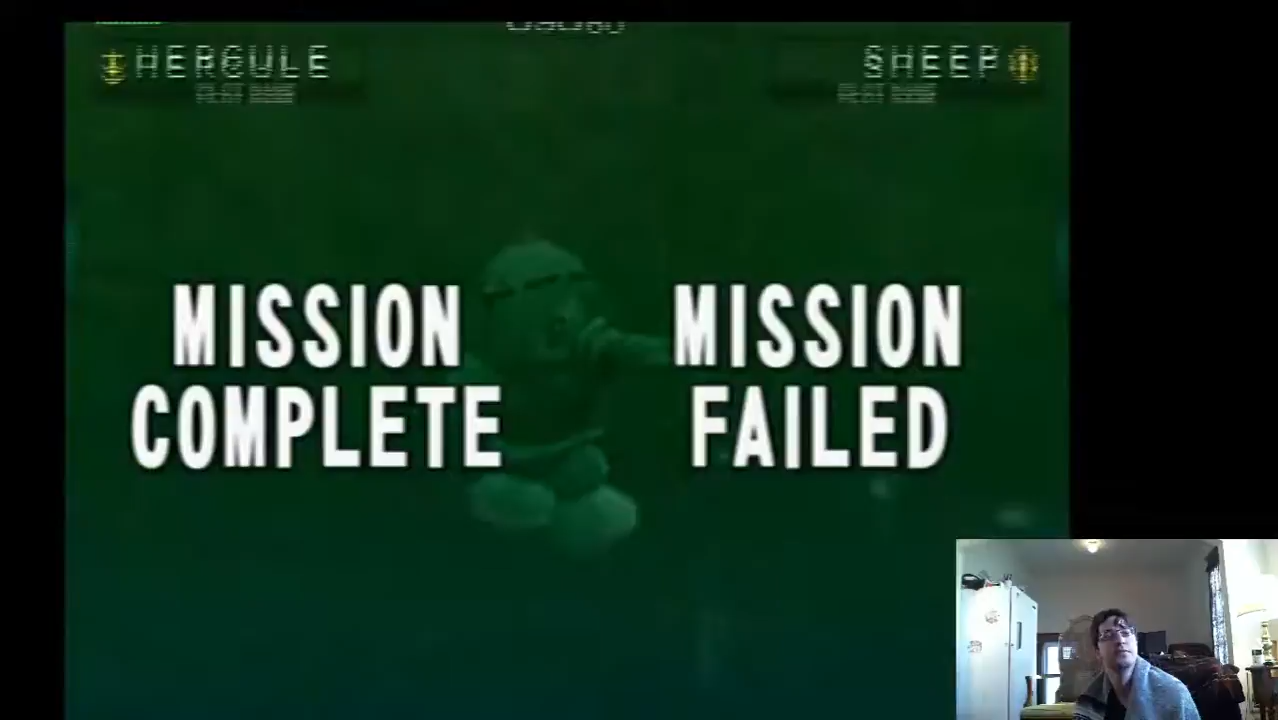 HERCULE
SHEEP
MISSION
COMPLETE
MISSION
FAILED